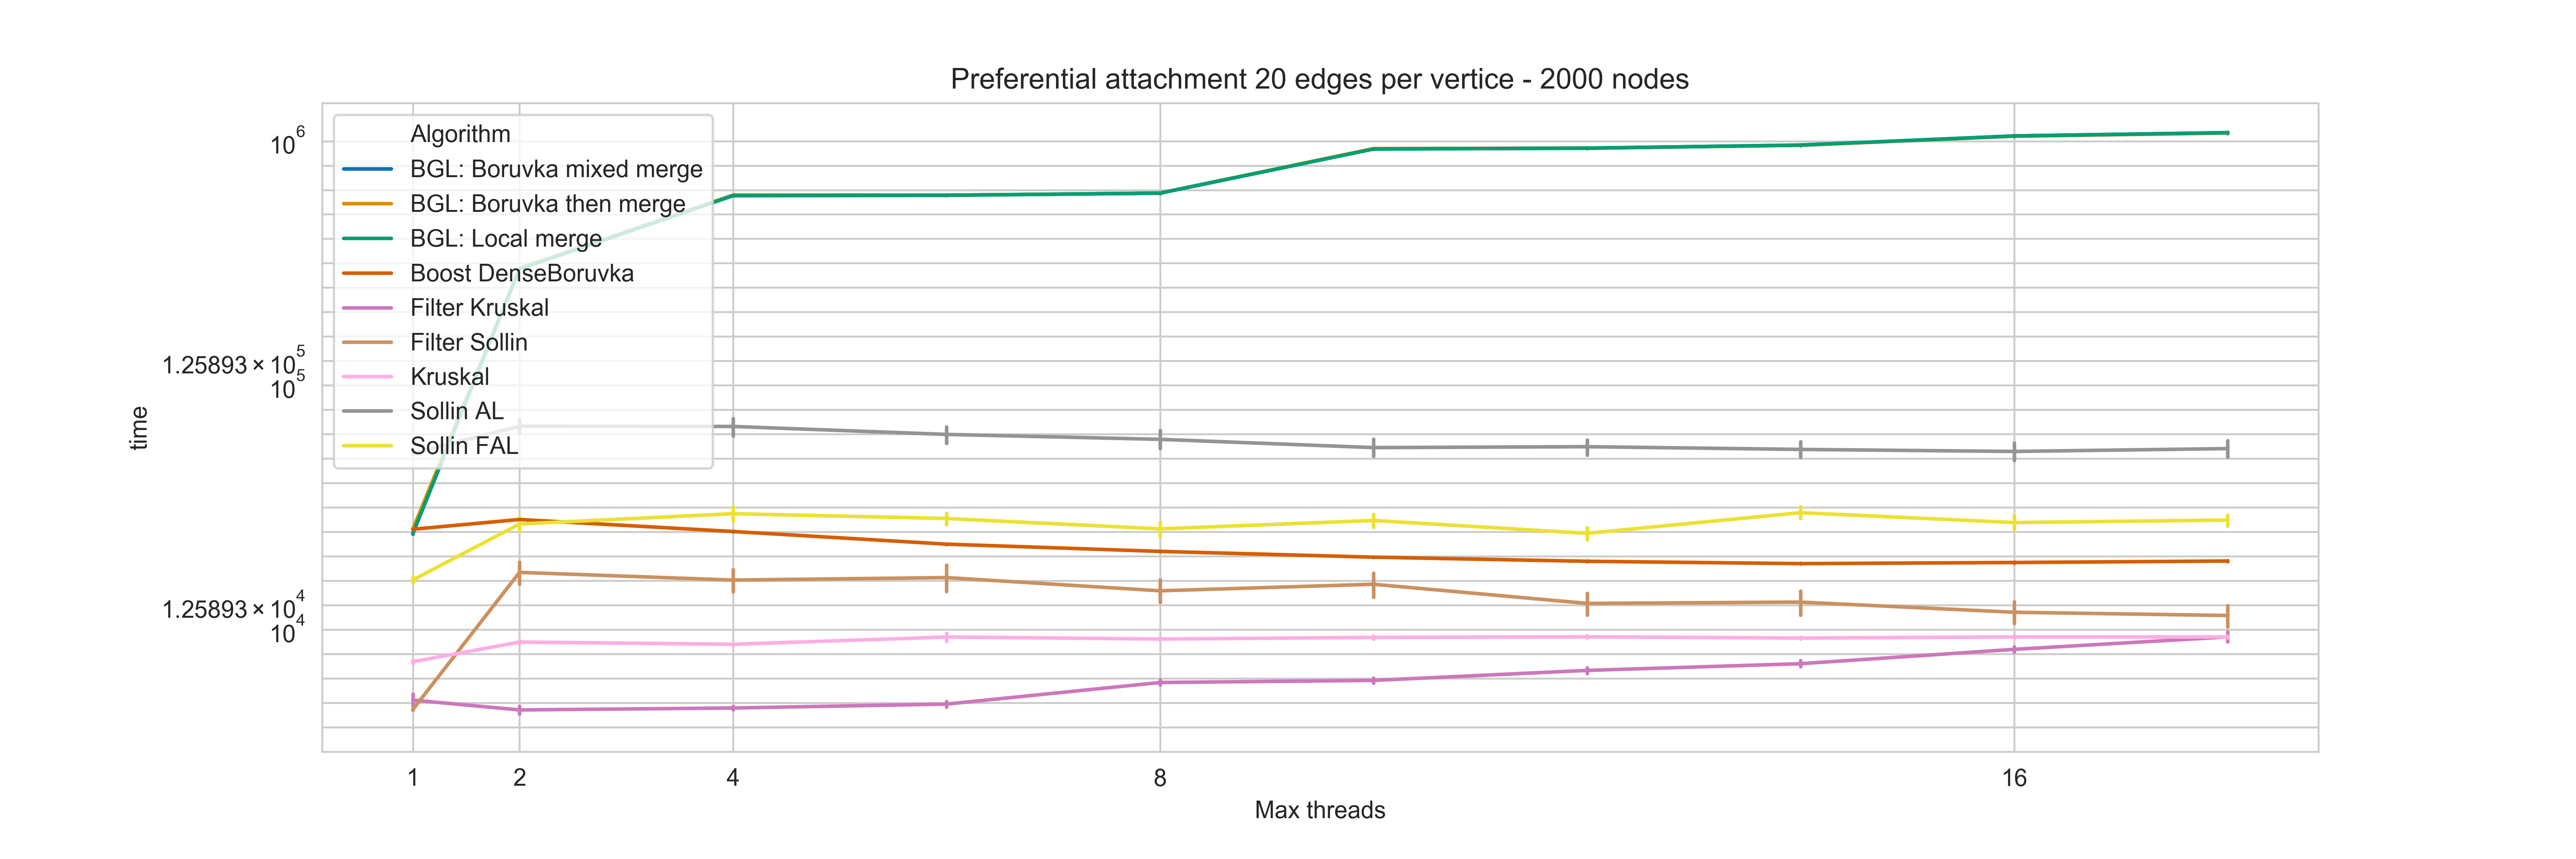 Preferential attachment 20 edges per vertice - 2000 nodes
10^6
1.25893 × 10^5
10^5
1.25893 × 10^4
10^4
time
Algorithm
BGL: Boruvka mixed merge
BGL: Boruvka then merge
BGL: Local merge
Boost DenseBoruvka
Filter Kruskal
Filter Sollin
Kruskal
Sollin AL
Sollin FAL
1 2 4 8 16
Max threads